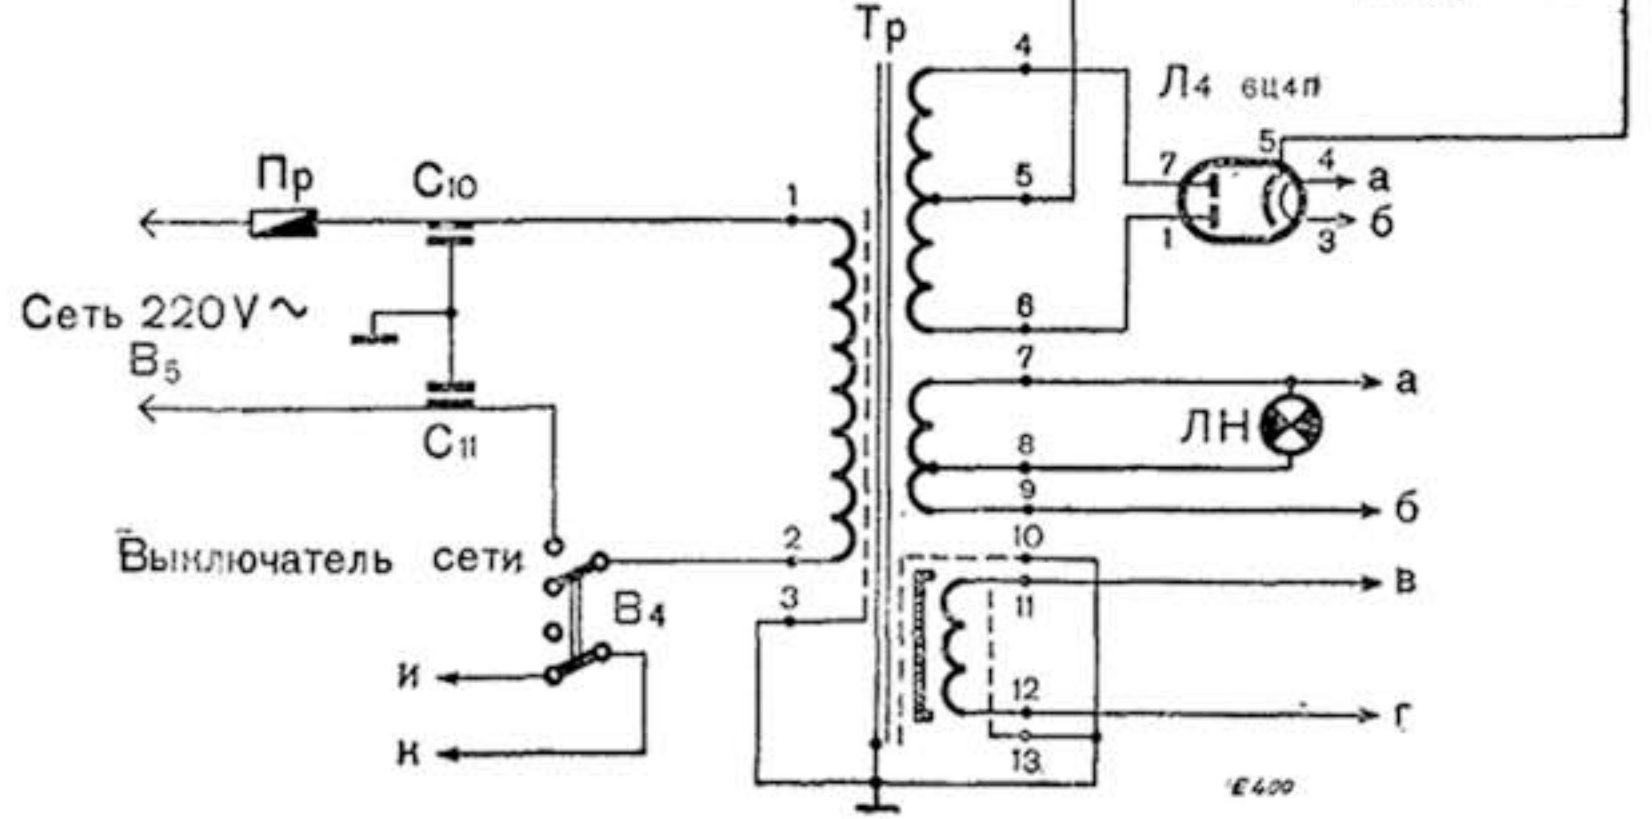 Тр
4
Л4 6Ц4П
5
7
4
а
Пр
С10
1
5
1
3
б
Сеть 220V ~
6
В5
7
а
ЛН
С11
8
9
б
Выключатель сети
2
10
В4
3
11
в
и
12
г
к
13
Е400